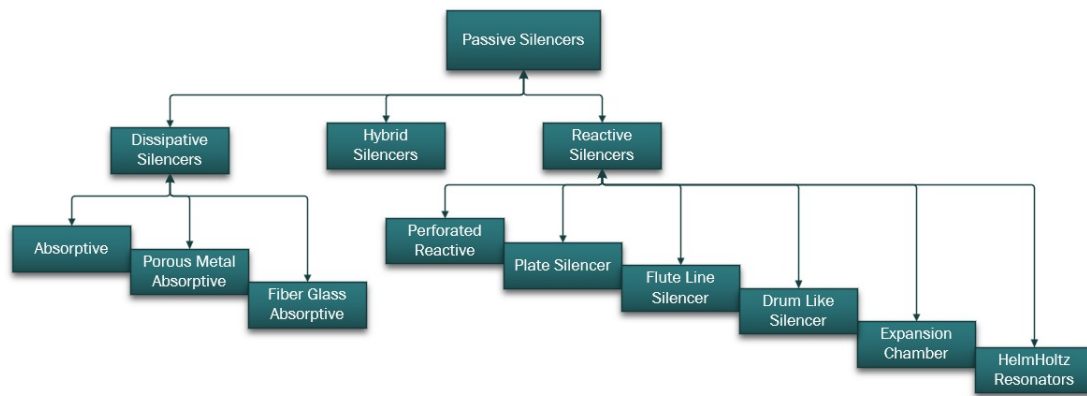 Passive Silencers
Dissipative
Silencers
Hybrid
Silencers
Reactive
Silencers
Absorptive
Porous Metal
Absorptive
Fiber Glass
Absorptive
Perforated
Reactive
Plate Silencer
Flute Line
Silencer
Drum Like
Silencer
Expansion
Chamber
HelmHoltz
Resonators